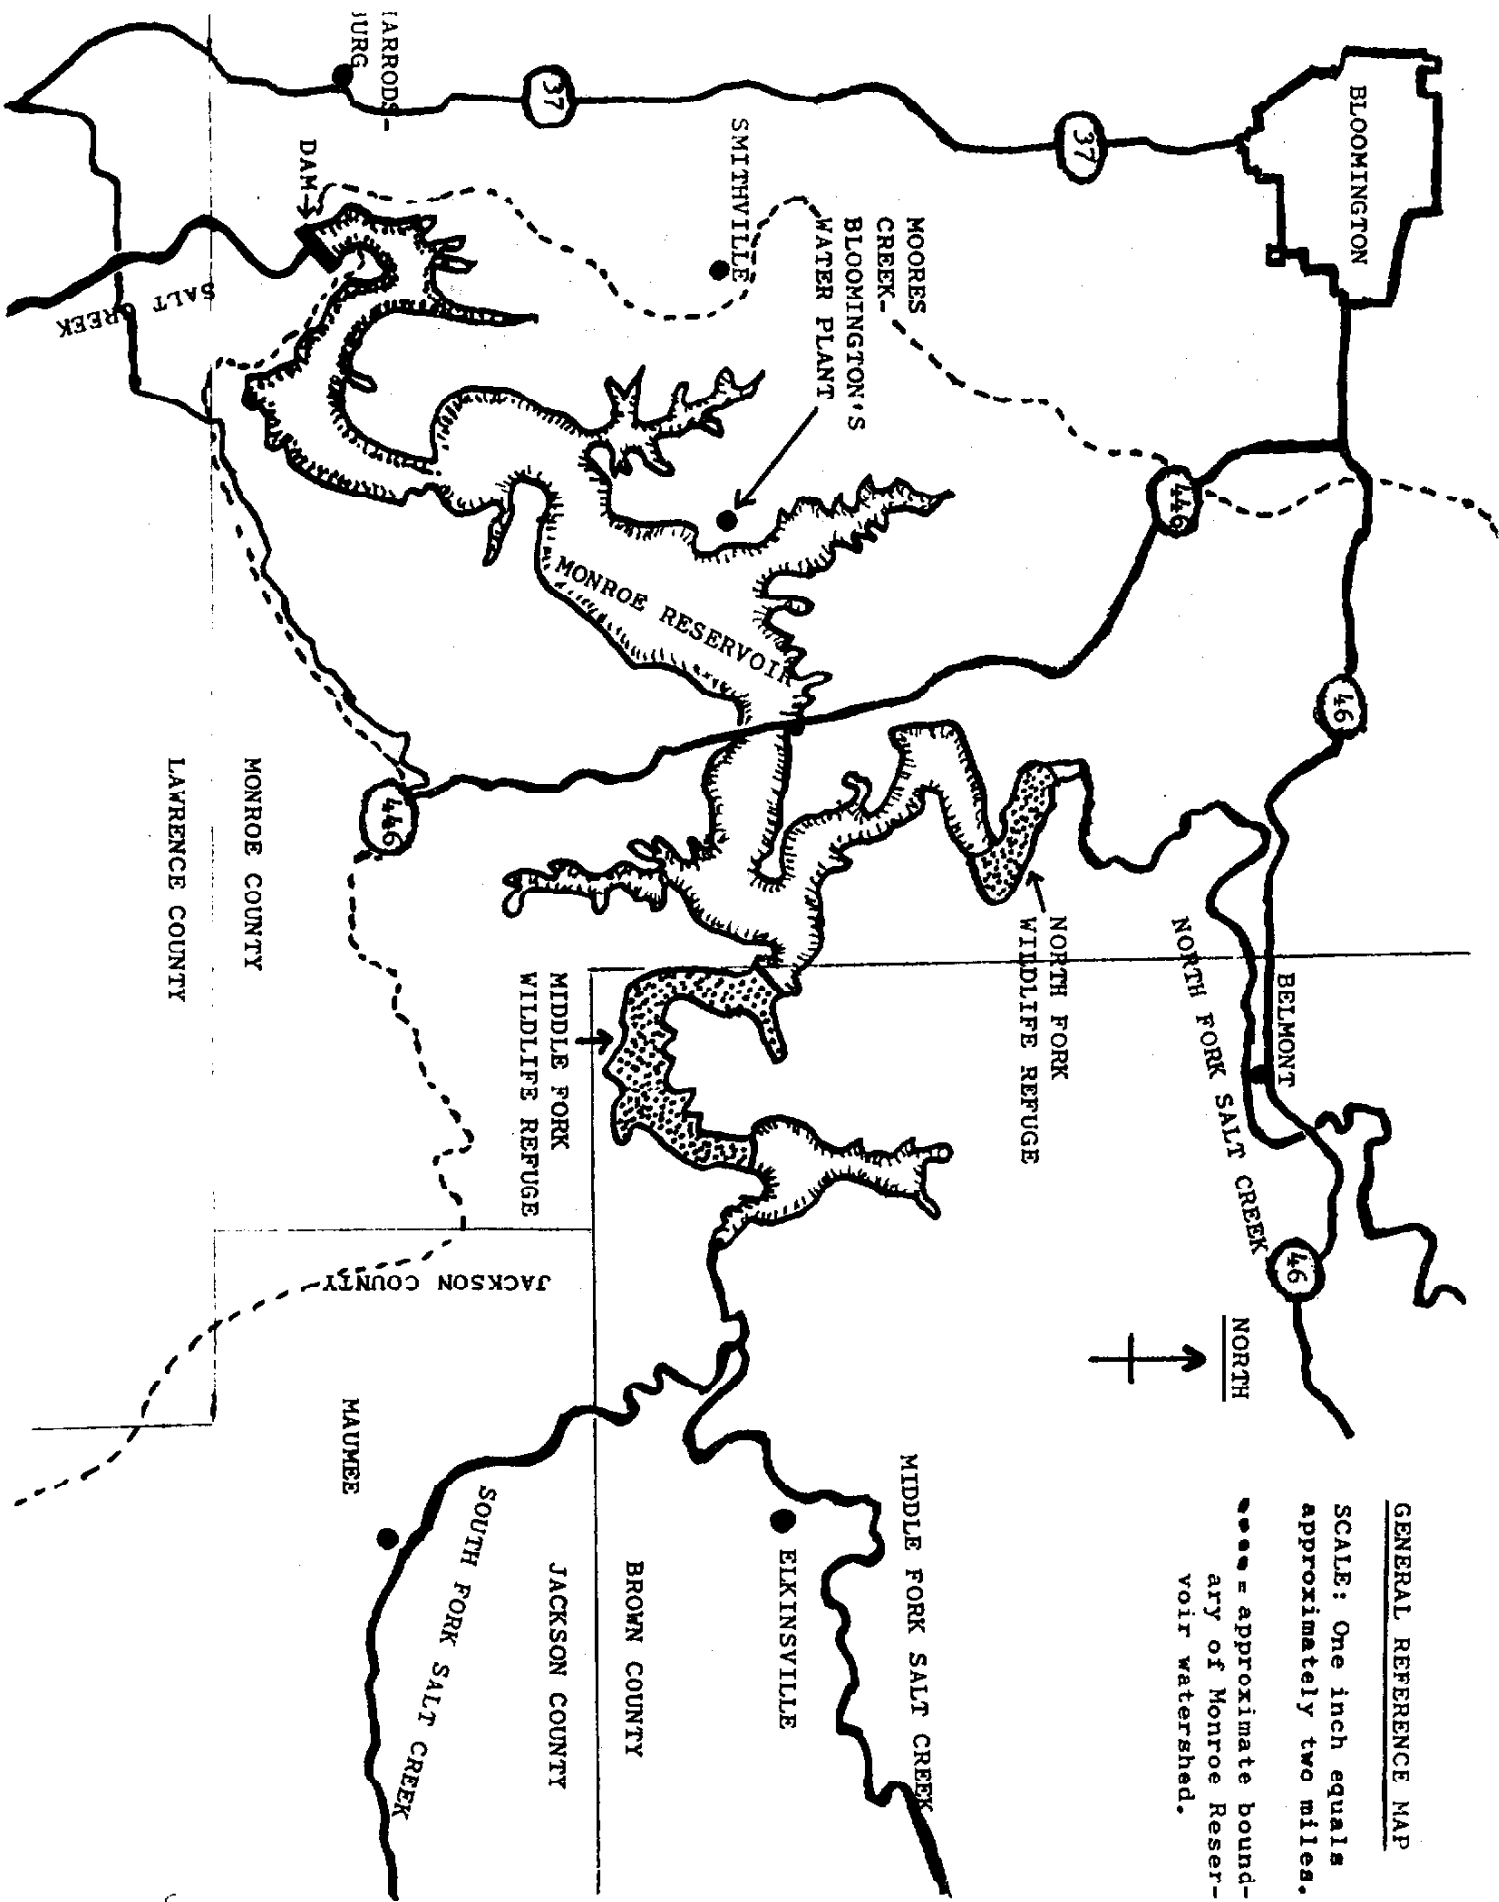 GENERAL REFERENCE MAP
SCALE: One inch equals
approximately two miles.
= approximate bound-
ary of Monroe Reser-
voir watershed.
NORTH
BLOOMINGTON
46
46
BELMONT
NORTH FORK SALT CREEK
446
37
MOORES
CREEK-
BLOOMINGTON'S
WATER PLANT
SMITHVILLE
37
ARRODS-
BURG
DAM
SALT CREEK
MONROE RESERVOIR
NORTH FORK
WILDLIFE REFUGE
MIDDLE FORK
WILDLIFE REFUGE
446
MONROE COUNTY
LAWRENCE COUNTY
JACKSON COUNTY
MIDDLE FORK SALT CREEK
ELKINSVILLE
BROWN COUNTY
JACKSON COUNTY
SOUTH FORK SALT CREEK
MAUMEE